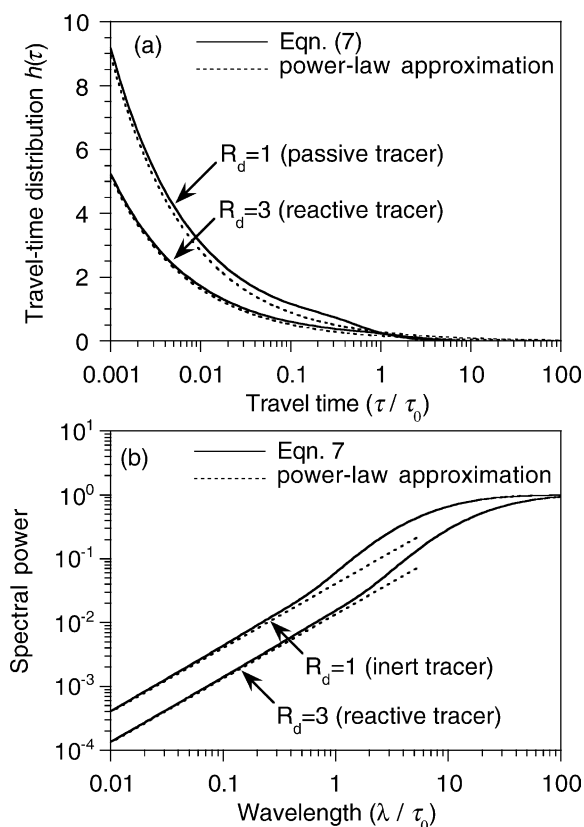 (a)
Eqn. (7)
power-law approximation
R_d=1 (passive tracer)
R_d=3 (reactive tracer)
Travel-time distribution h(τ)
10
8
6
4
2
0
0.001 0.01 0.1 1 10 100
Travel time (τ / τ_0)
(b)
Eqn. 7
power-law approximation
R_d=1 (inert tracer)
R_d=3 (reactive tracer)
Spectral power
10^1
10^0
10^-1
10^-2
10^-3
10^-4
0.01 0.1 1 10 100
Wavelength (λ / τ_0)